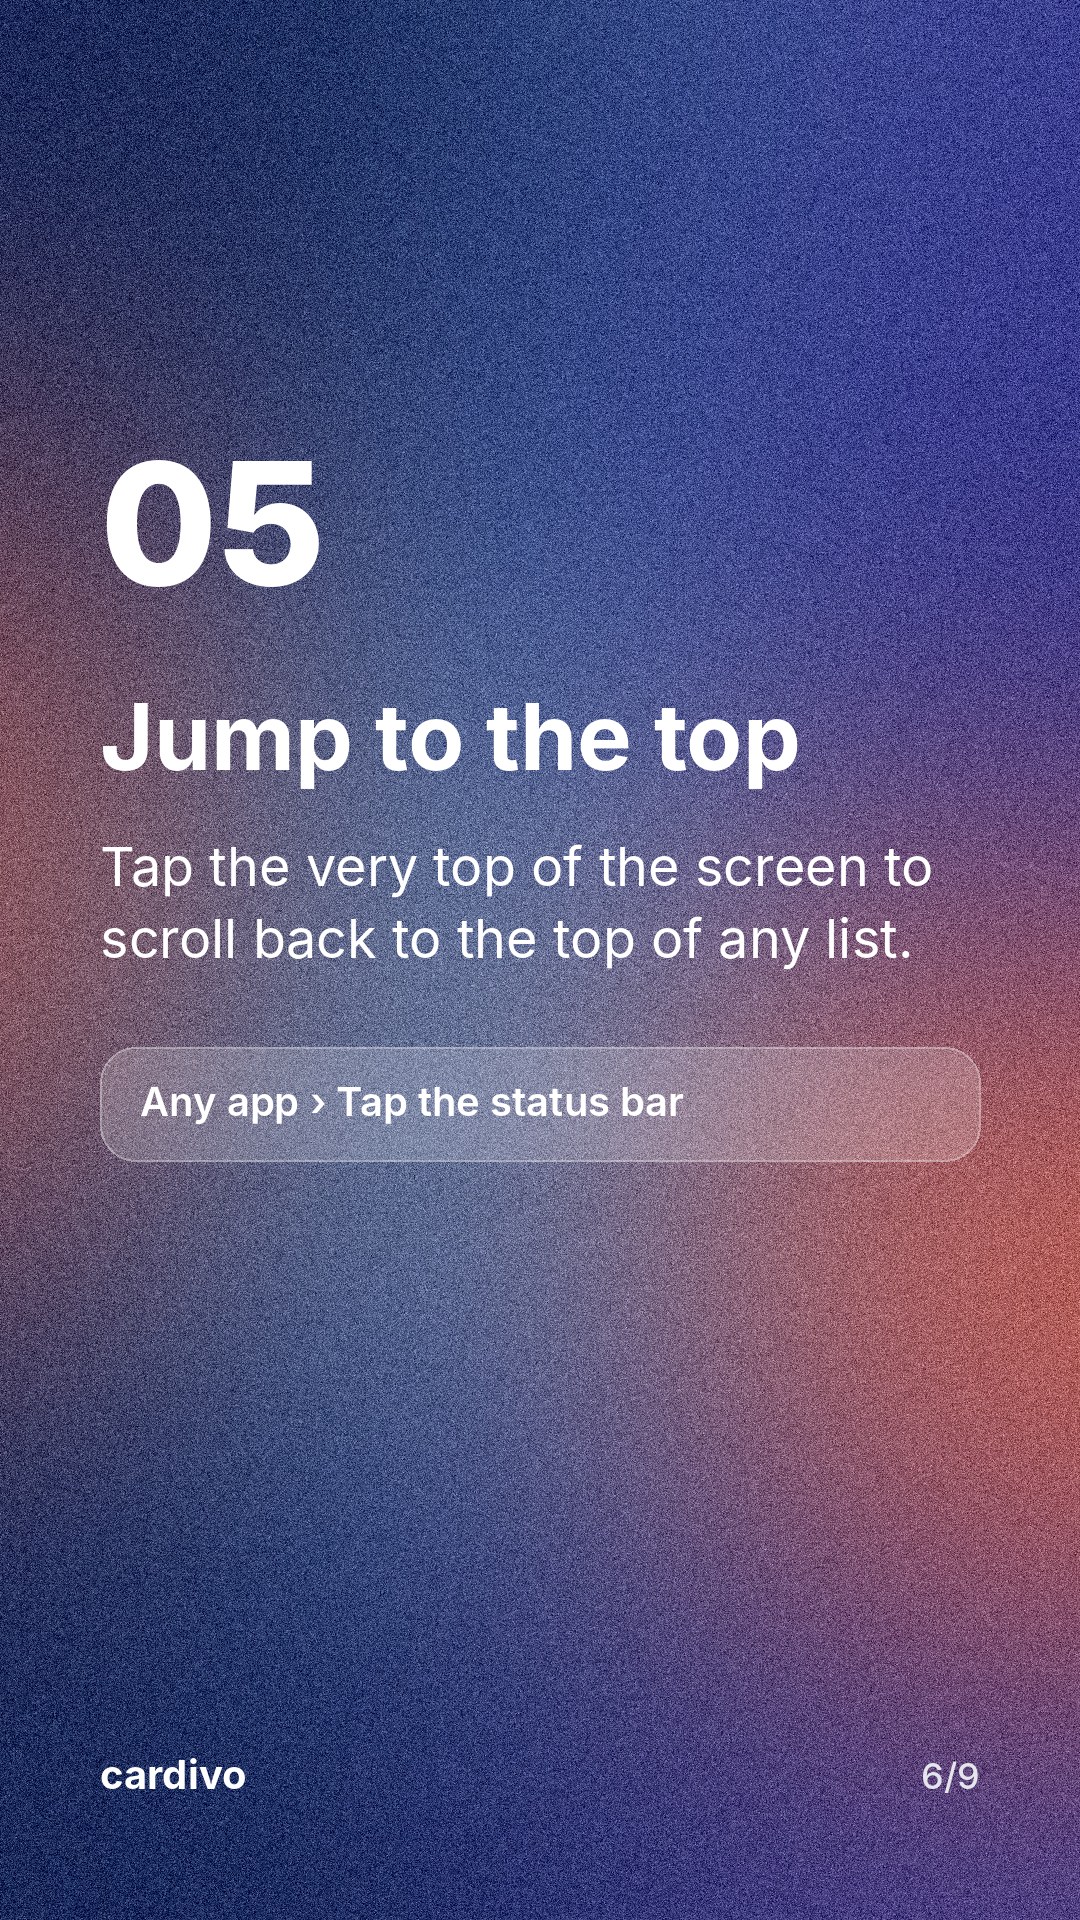 05
Jump to the top
Tap the very top of the screen to
scroll back to the top of any list.
Any app › Tap the status bar
cardivo
6/9